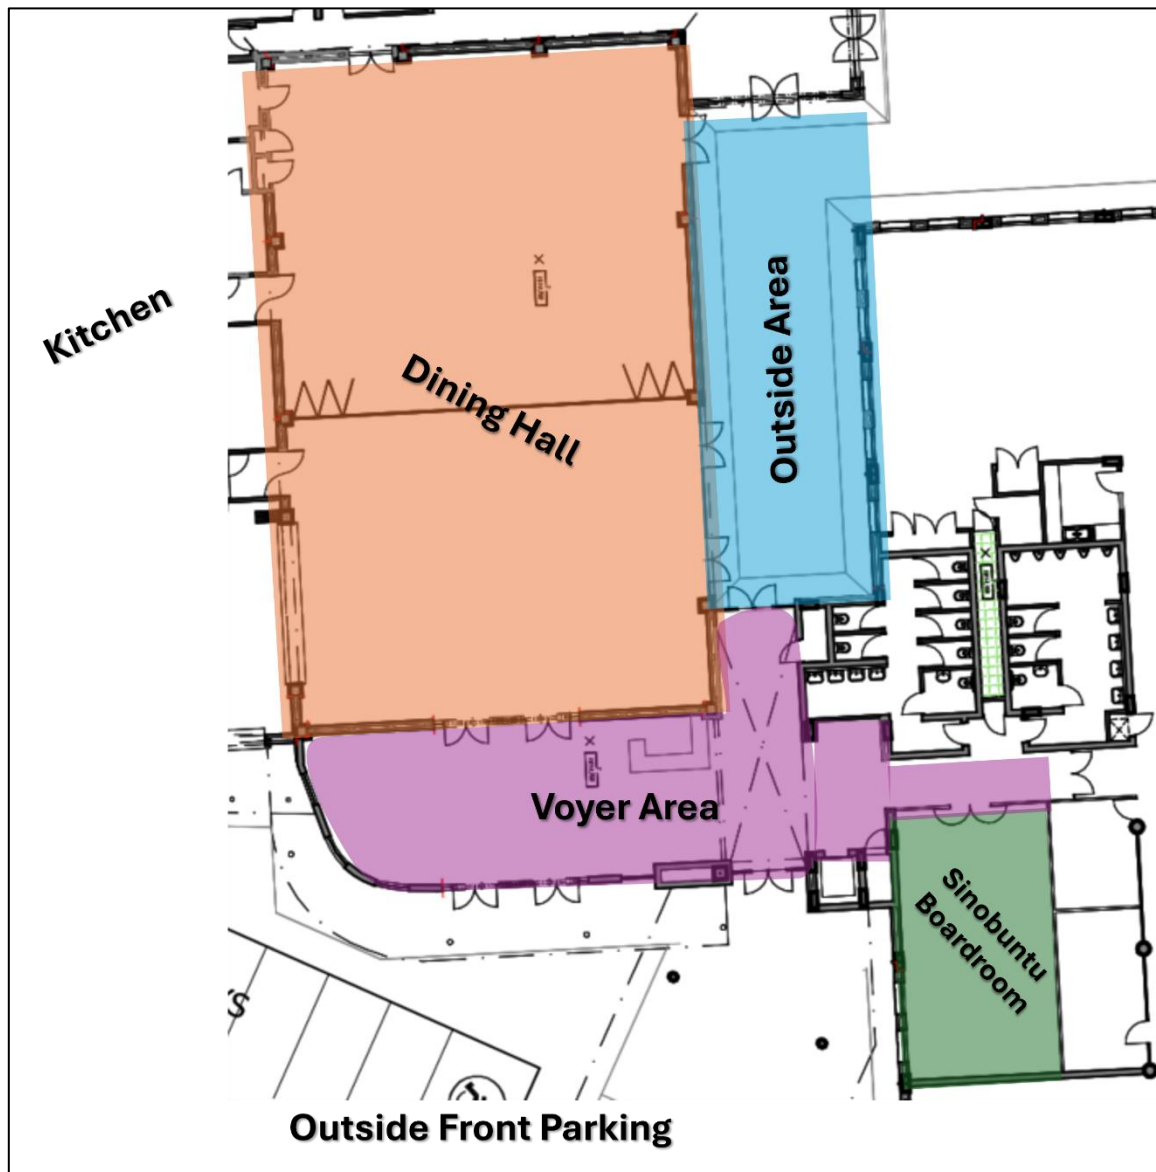 Kitchen
Dining Hall
Outside Area
Voyer Area
Sinobuntu
Boardroom
Outside Front Parking